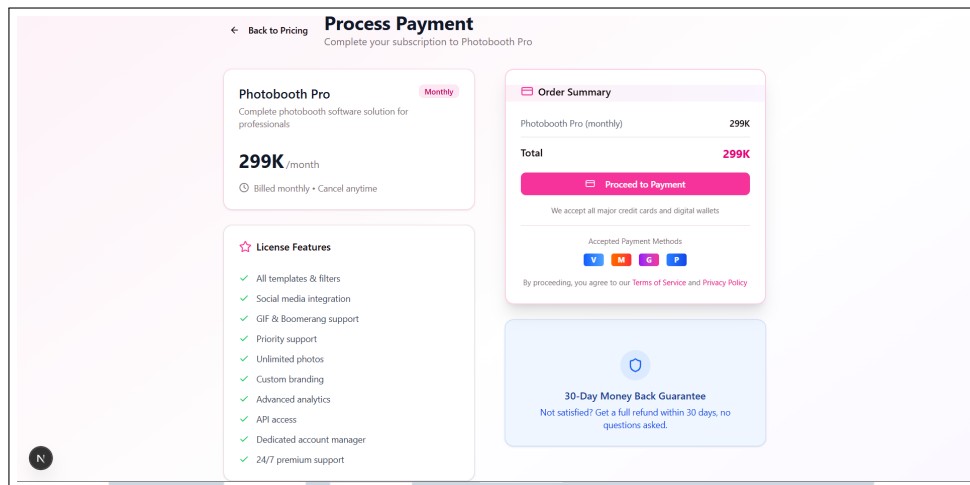 Back to Pricing
Process Payment
Complete your subscription to Photobooth Pro
Photobooth Pro
Monthly
Complete photobooth software solution for
professionals
299K /month
Billed monthly • Cancel anytime
License Features
All templates & filters
Social media integration
GIF & Boomerang support
Priority support
Unlimited photos
Custom branding
Advanced analytics
API access
Dedicated account manager
24/7 premium support
Order Summary
Photobooth Pro (monthly) 299K
Total 299K
Proceed to Payment
We accept all major credit cards and digital wallets
Accepted Payment Methods
V M G P
By proceeding, you agree to our Terms of Service and Privacy Policy
30-Day Money Back Guarantee
Not satisfied? Get a full refund within 30 days, no
questions asked.
N